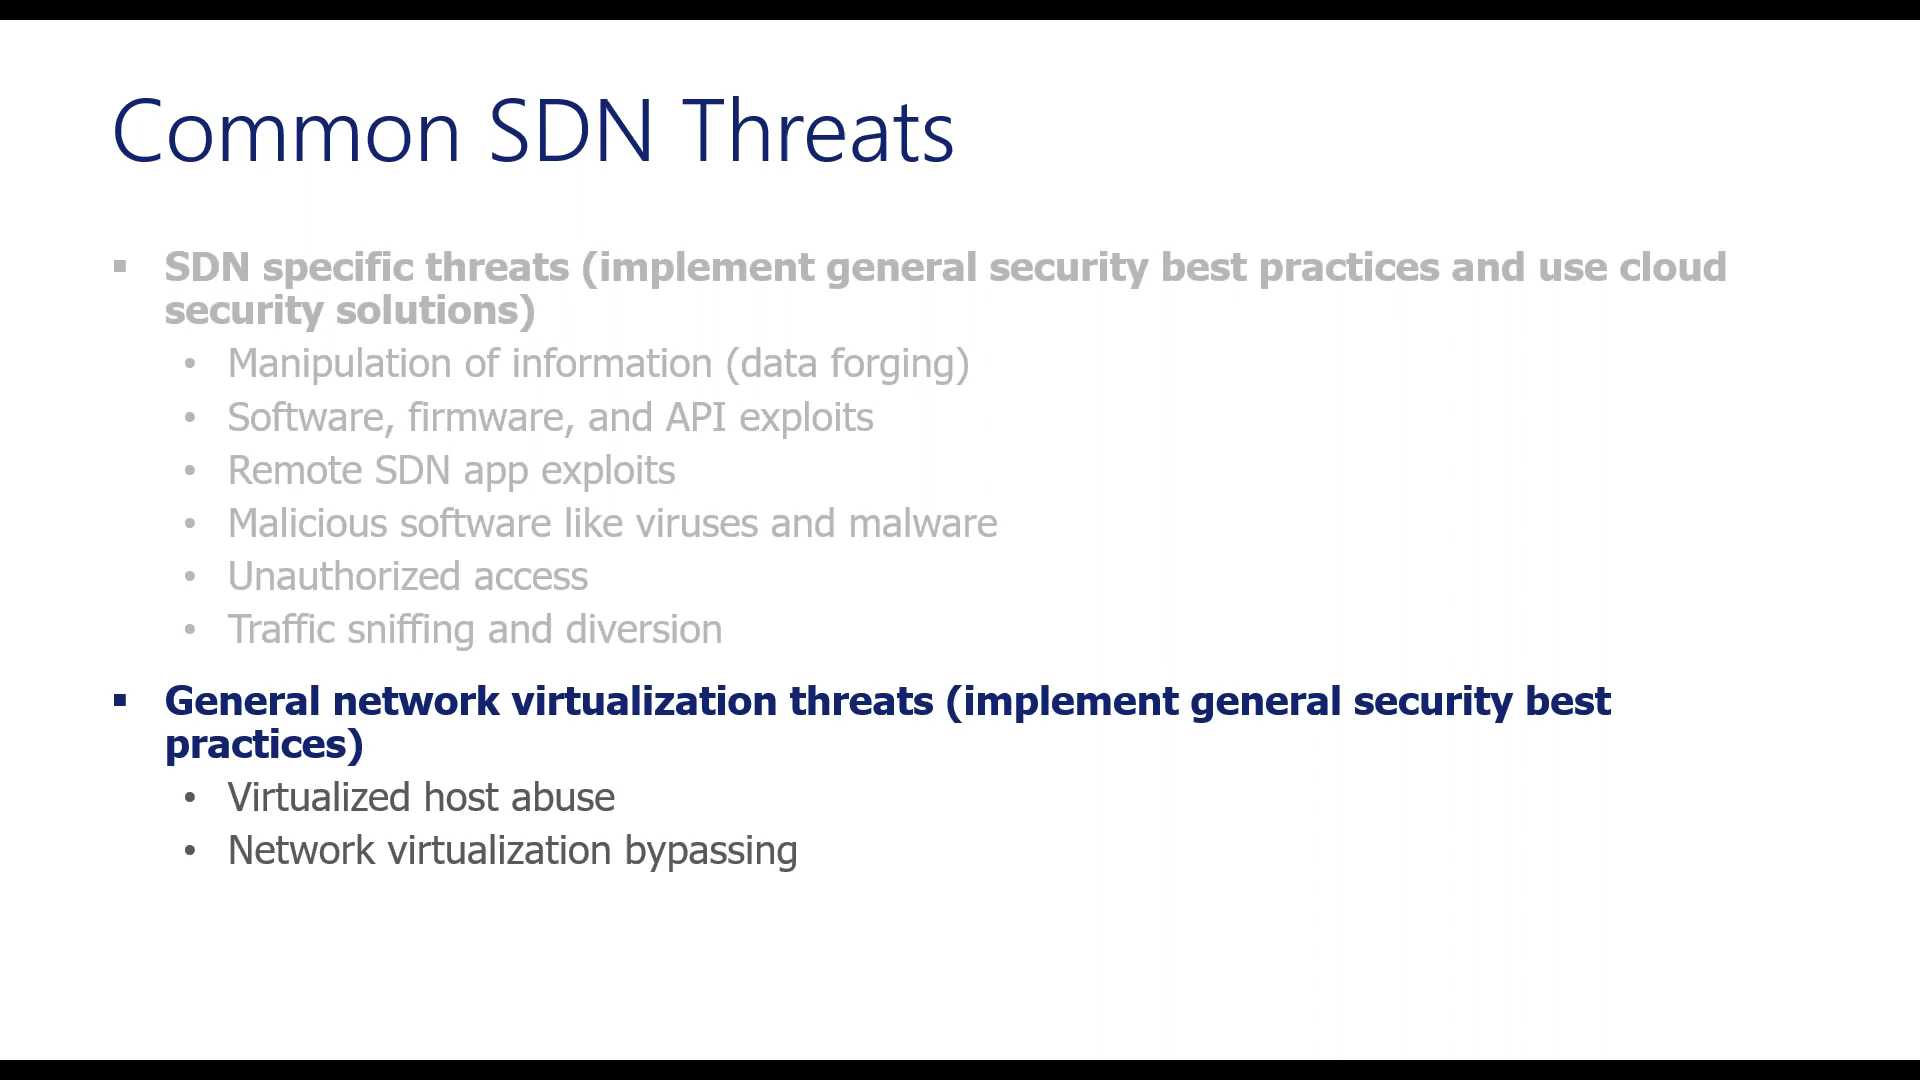 Common SDN Threats
▪ SDN specific threats (implement general security best practices and use cloud
security solutions)
• Manipulation of information (data forging)
• Software, firmware, and API exploits
• Remote SDN app exploits
• Malicious software like viruses and malware
• Unauthorized access
• Traffic sniffing and diversion
▪ General network virtualization threats (implement general security best
practices)
• Virtualized host abuse
• Network virtualization bypassing